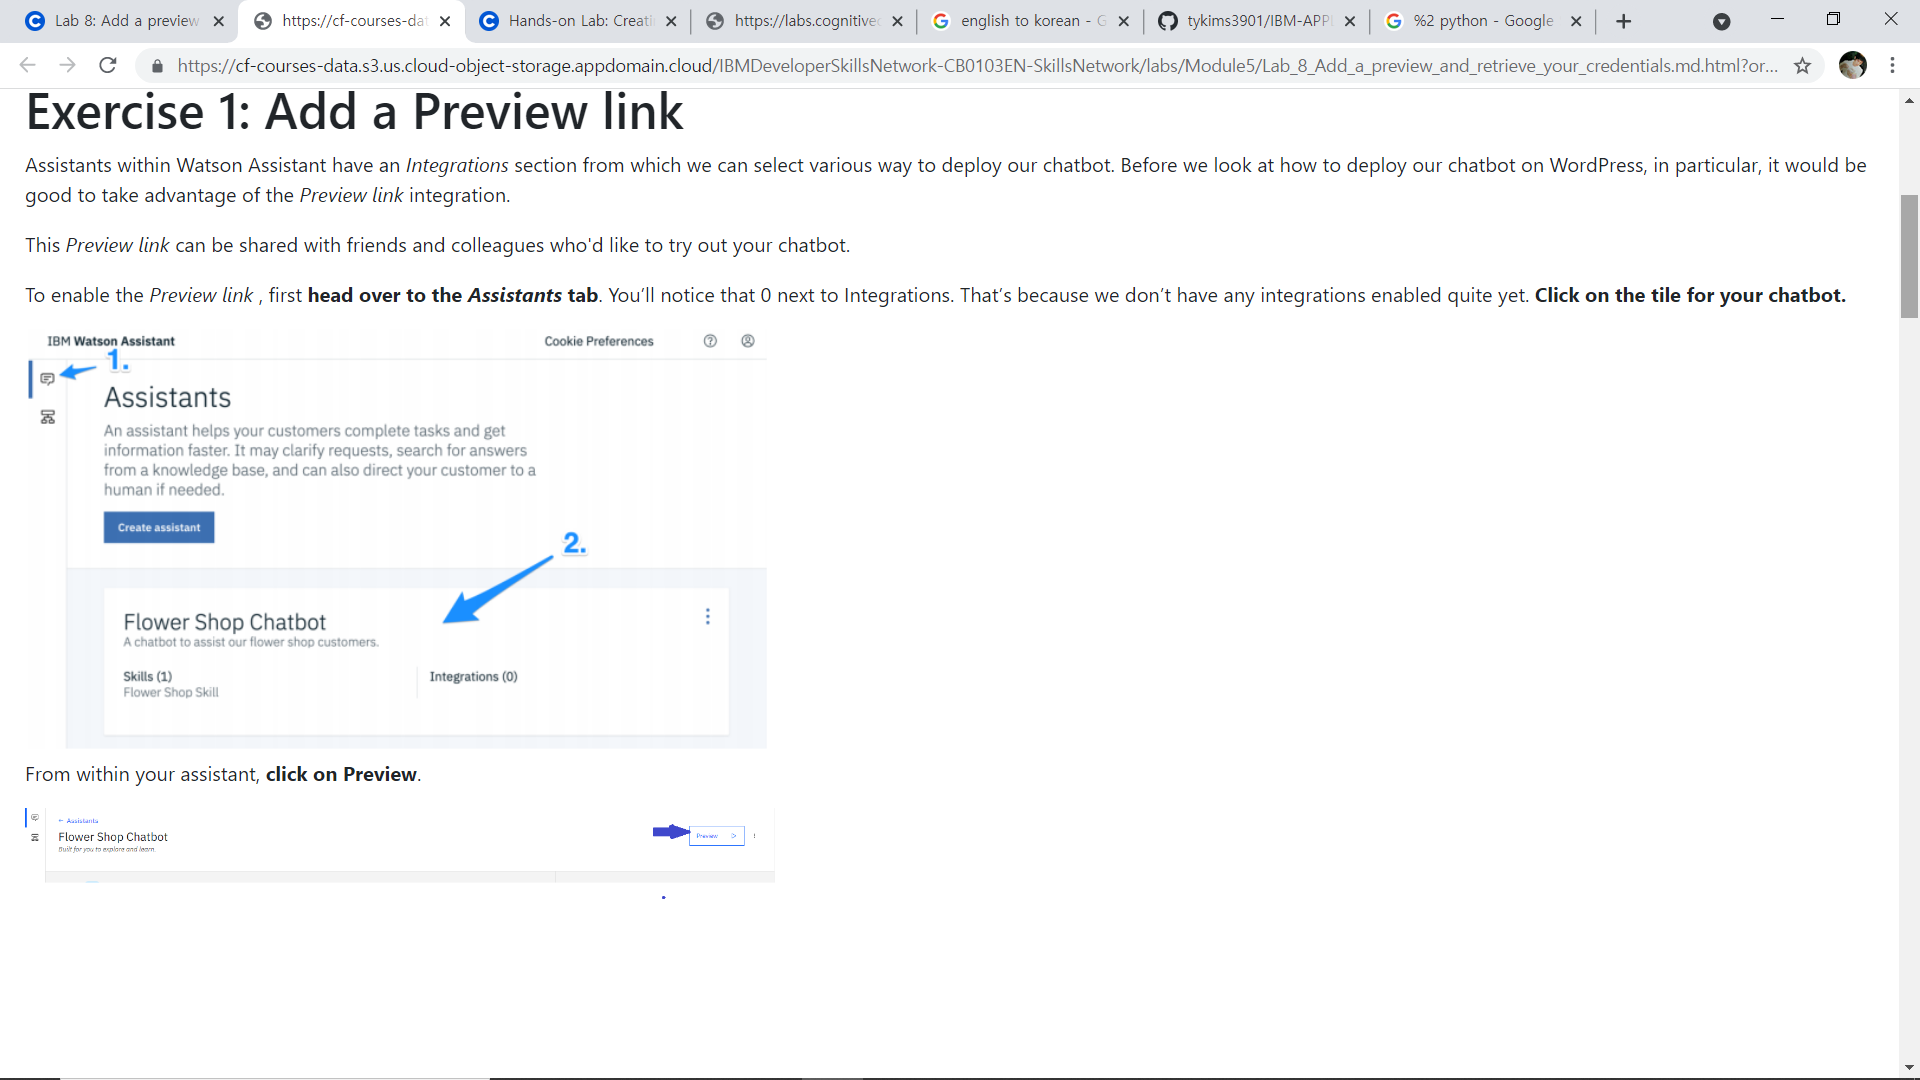 Lab 8: Add a preview
https://cf-courses-dat
Hands-on Lab: Creati
https://labs.cognitivec
english to korean - G
tykims3901/IBM-APPL
%2 python - Google
https://cf-courses-data.s3.us.cloud-object-storage.appdomain.cloud/IBMDeveloperSkillsNetwork-CB0103EN-SkillsNetwork/labs/Module5/Lab_8_Add_a_preview_and_retrieve_your_credentials.md.html?or...
Exercise 1: Add a Preview link
Assistants within Watson Assistant have an Integrations section from which we can select various way to deploy our chatbot. Before we look at how to deploy our chatbot on WordPress, in particular, it would be
good to take advantage of the Preview link integration.
This Preview link can be shared with friends and colleagues who'd like to try out your chatbot.
To enable the Preview link , first head over to the Assistants tab. You’ll notice that 0 next to Integrations. That’s because we don’t have any integrations enabled quite yet. Click on the tile for your chatbot.
IBM Watson Assistant
Cookie Preferences
1.
Assistants
An assistant helps your customers complete tasks and get
information faster. It may clarify requests, search for answers
from a knowledge base, and can also direct your customer to a
human if needed.
Create assistant
2.
Flower Shop Chatbot
A chatbot to assist our flower shop customers.
Skills (1)
Integrations (0)
Flower Shop Skill
From within your assistant, click on Preview.
← Assistants
Flower Shop Chatbot
Preview
Built for you to explore and learn.